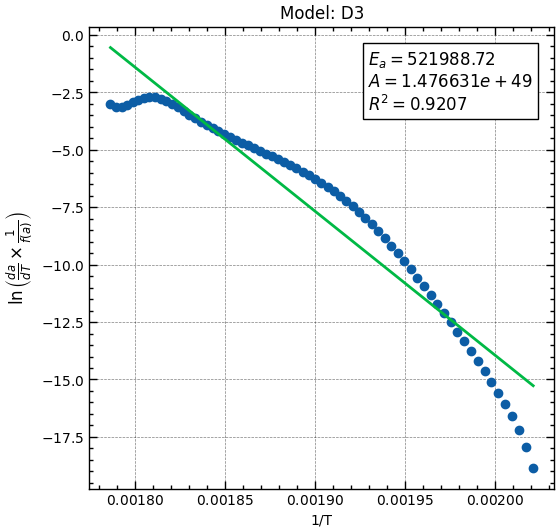 Model: D3
E_a = 521988.72
A = 1.476631e + 49
R^2 = 0.9207
0.0
−2.5
−5.0
−7.5
−10.0
−12.5
−15.0
−17.5
ln (da/dT × 1/f(a))
0.00180 0.00185 0.00190 0.00195 0.00200
1/T